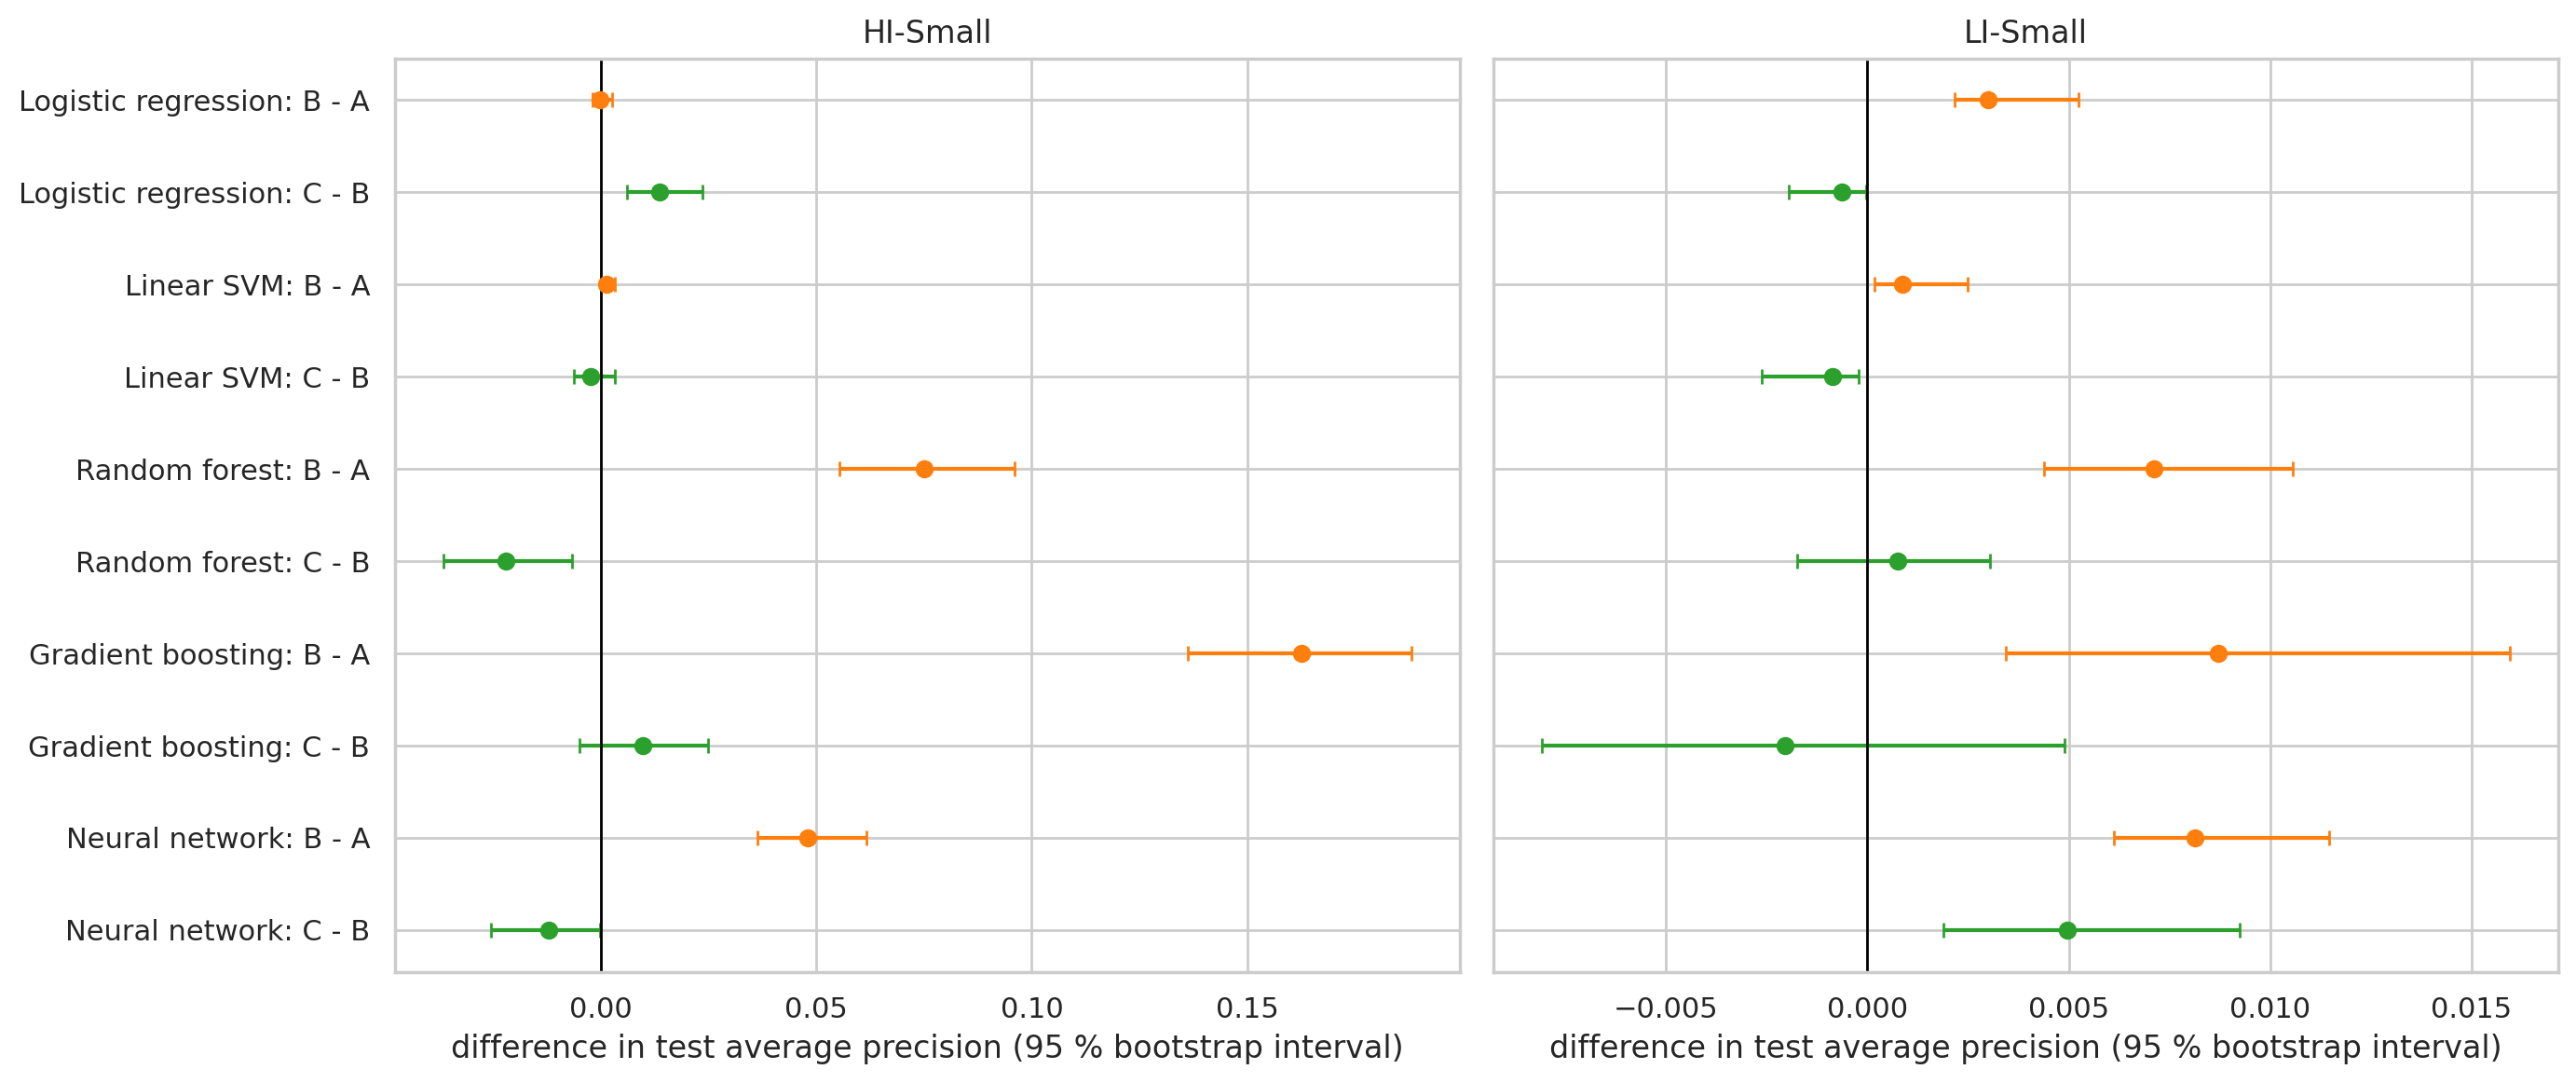 HI-Small
LI-Small
Logistic regression: B - A
Logistic regression: C - B
Linear SVM: B - A
Linear SVM: C - B
Random forest: B - A
Random forest: C - B
Gradient boosting: B - A
Gradient boosting: C - B
Neural network: B - A
Neural network: C - B
0.00 0.05 0.10 0.15
−0.005 0.000 0.005 0.010 0.015
difference in test average precision (95 % bootstrap interval)
difference in test average precision (95 % bootstrap interval)